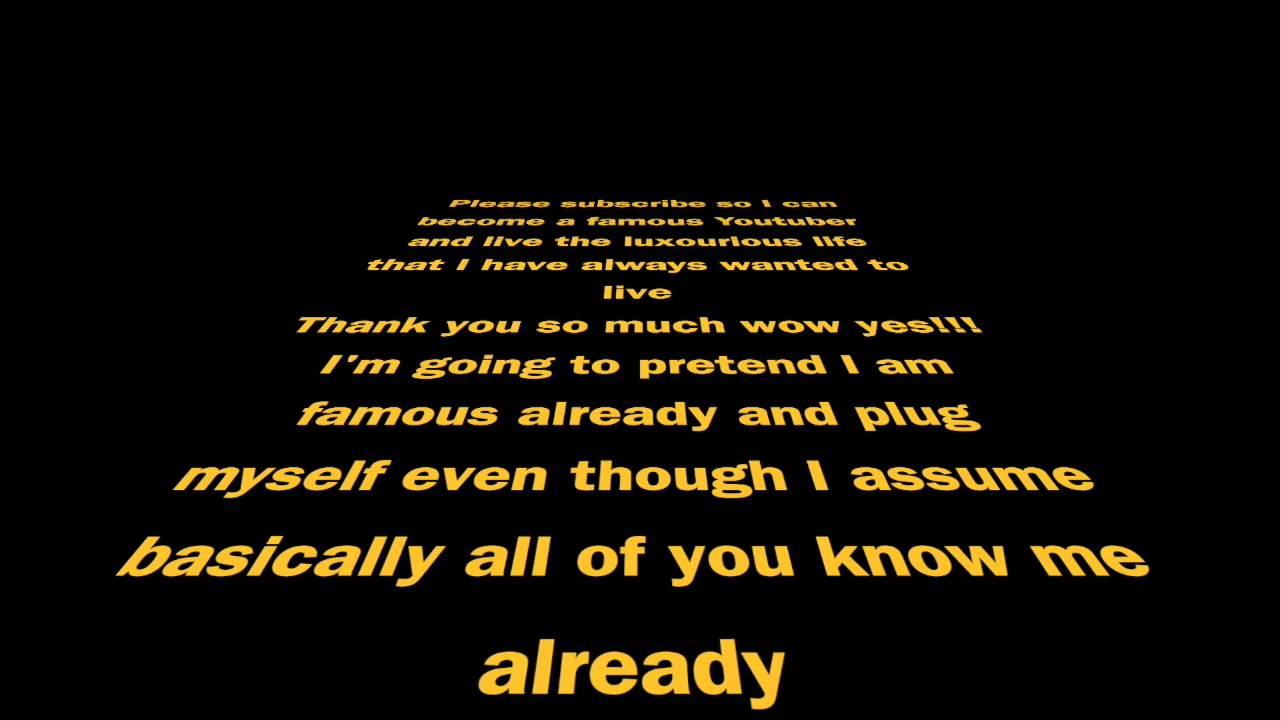 Please subscribe so I can
become a famous Youtuber
and live the luxourious life
that I have always wanted to
live
Thank you so much wow yes!!!
I'm going to pretend I am
famous already and plug
myself even though I assume
basically all of you know me
already